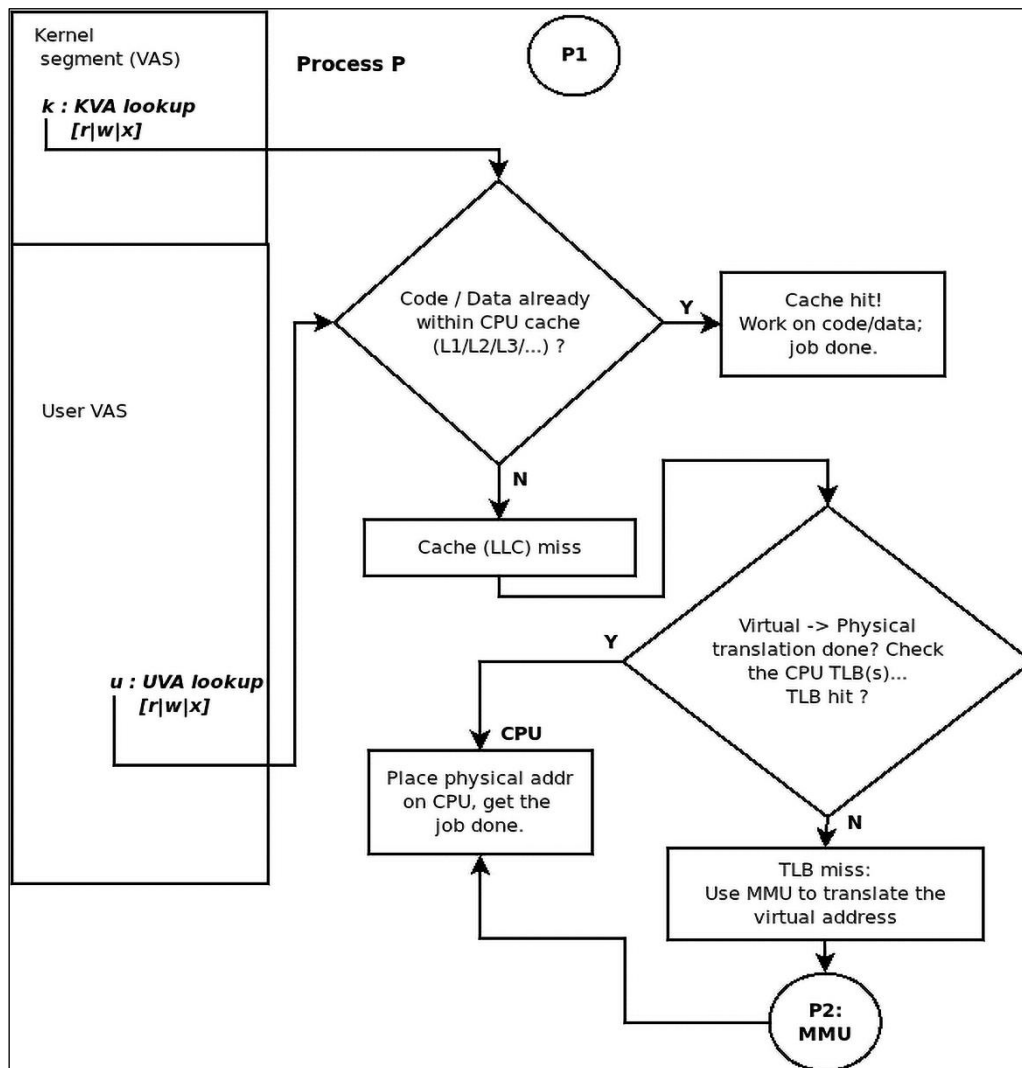 Kernel
segment (VAS)
Process P
P1
k : KVA lookup
[r|w|x]
Code / Data already
within CPU cache
(L1/L2/L3/...) ?
Y
Cache hit!
Work on code/data;
job done.
User VAS
N
Cache (LLC) miss
Virtual -> Physical
translation done? Check
the CPU TLB(s)...
TLB hit ?
Y
u : UVA lookup
[r|w|x]
CPU
Place physical addr
on CPU, get the
job done.
N
TLB miss:
Use MMU to translate the
virtual address
P2:
MMU